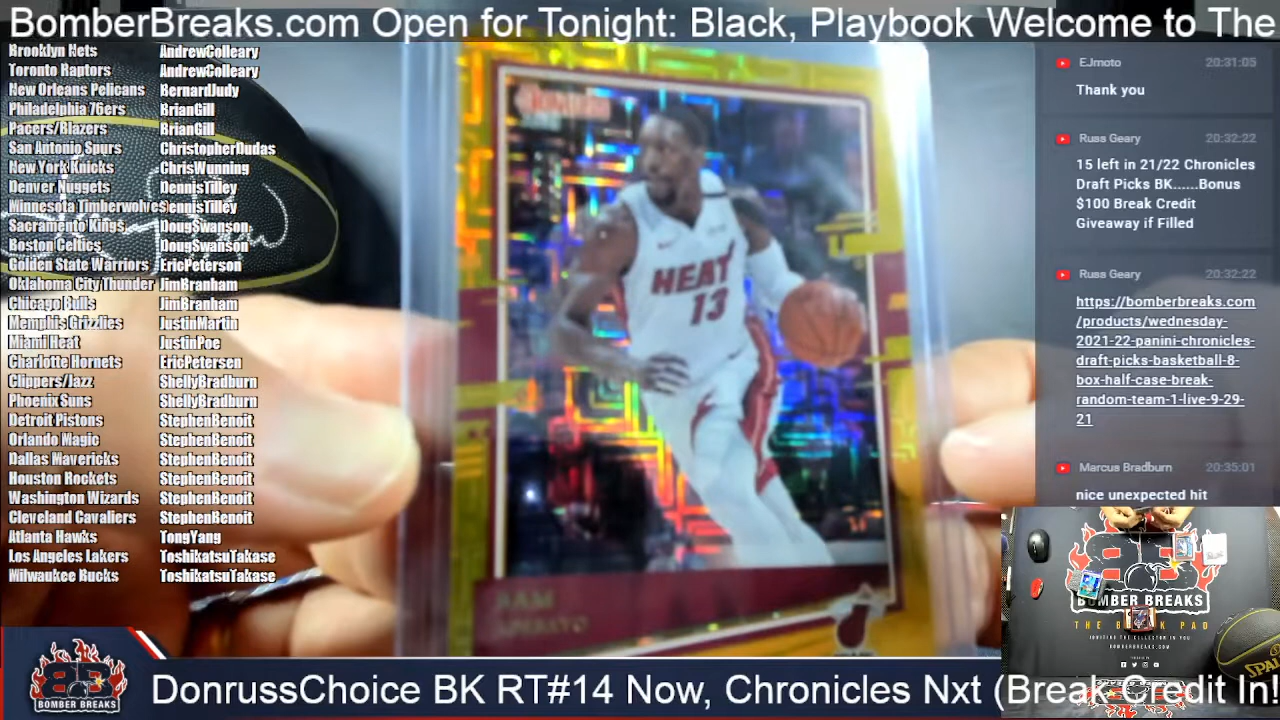 BomberBreaks.com Open for Tonight: Black, Playbook Welcome to The
Brooklyn Nets AndrewColleary
Toronto Raptors AndrewColleary
New Orleans Pelicans BernardJudy
Philadelphia 76ers BrianGill
Pacers/Blazers BrianGill
San Antonio Spurs ChristopherDudas
New York Knicks ChrisWunning
Denver Nuggets DennisTilley
Minnesota Timberwolves DennisTilley
Sacramento Kings DougSwanson
Boston Celtics DougSwanson
Golden State Warriors EricPeterson
Oklahoma City Thunder JimBranham
Chicago Bulls JimBranham
Memphis Grizzlies JustinMartin
Miami Heat JustinPoe
Charlotte Hornets EricPetersen
Clippers/Jazz ShellyBradburn
Phoenix Suns ShellyBradburn
Detroit Pistons StephenBenoit
Orlando Magic StephenBenoit
Dallas Mavericks StephenBenoit
Houston Rockets StephenBenoit
Washington Wizards StephenBenoit
Cleveland Cavaliers StephenBenoit
Atlanta Hawks TongYang
Los Angeles Lakers ToshikatsuTakase
Milwaukee Bucks ToshikatsuTakase
HEAT
13
BAM
ADEBAYO
EJmoto 20:31:05
Thank you
Russ Geary 20:32:22
15 left in 21/22 Chronicles
Draft Picks BK......Bonus
$100 Break Credit
Giveaway if Filled
Russ Geary 20:32:22
https://bomberbreaks.com
/products/wednesday-
2021-22-panini-chronicles-
draft-picks-basketball-8-
box-half-case-break-
random-team-1-live-9-29-
21
Marcus Bradburn 20:35:01
nice unexpected hit
BOMBER BREAKS
THE BREAK PAD
BOMBERBREAKS.COM
BOMBER BREAKS
DonrussChoice BK RT#14 Now, Chronicles Nxt (Break Credit In!